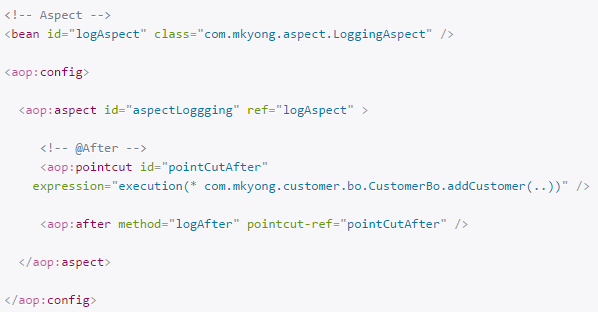 <!-- Aspect -->
<bean id="logAspect" class="com.mkyong.aspect.LoggingAspect" />
<aop:config>
<aop:aspect id="aspectLoggging" ref="logAspect" >
<!-- @After -->
<aop:pointcut id="pointCutAfter"
expression="execution(* com.mkyong.customer.bo.CustomerBo.addCustomer(..))" />
<aop:after method="logAfter" pointcut-ref="pointCutAfter" />
</aop:aspect>
</aop:config>